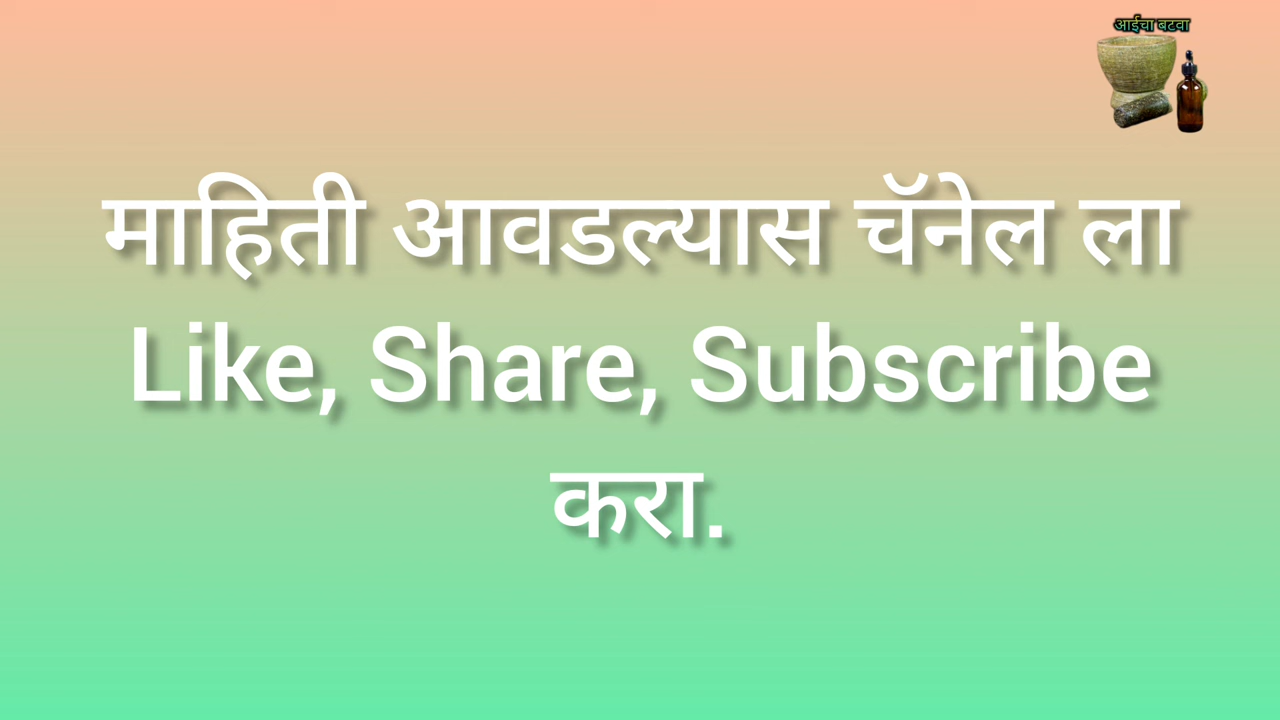 आईचा बटवा
माहिती आवडल्यास चॅनेल ला
Like, Share, Subscribe
करा.